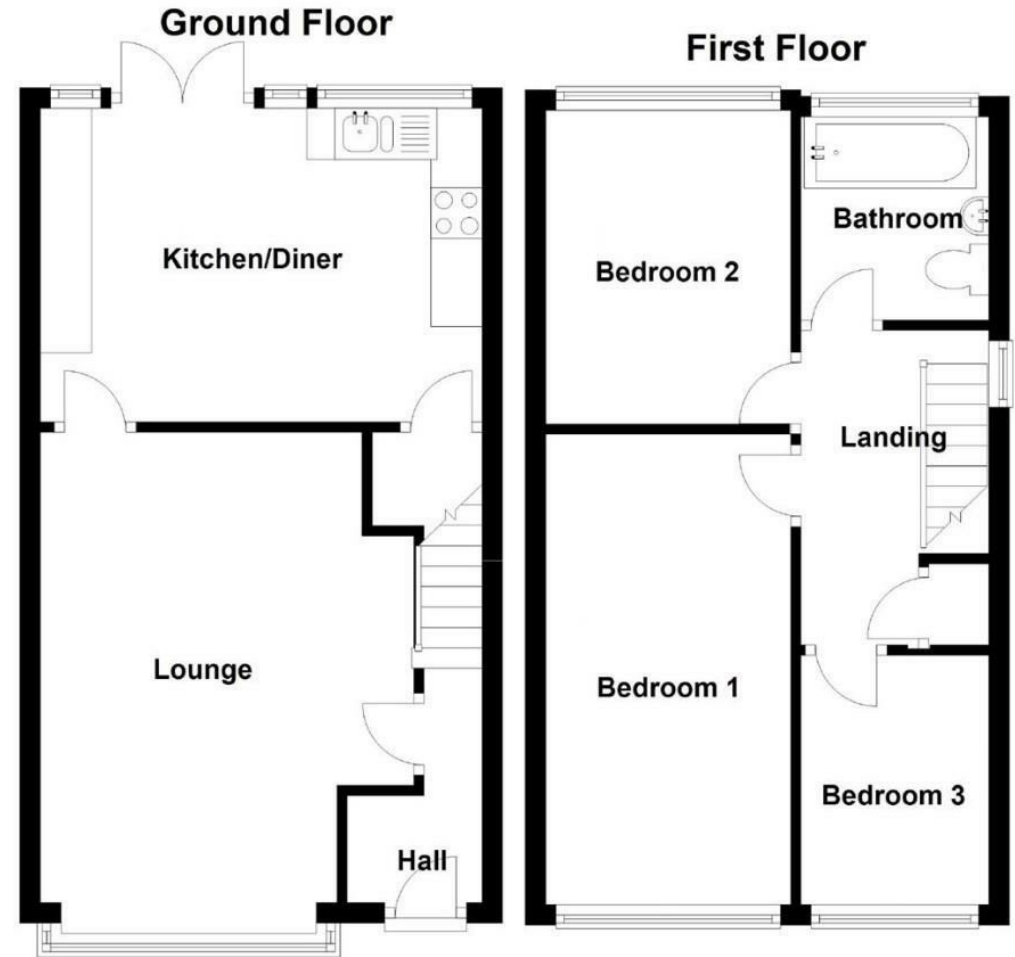 Ground Floor
First Floor
Kitchen/Diner
Lounge
Hall
Bedroom 2
Bathroom
Landing
Bedroom 1
Bedroom 3